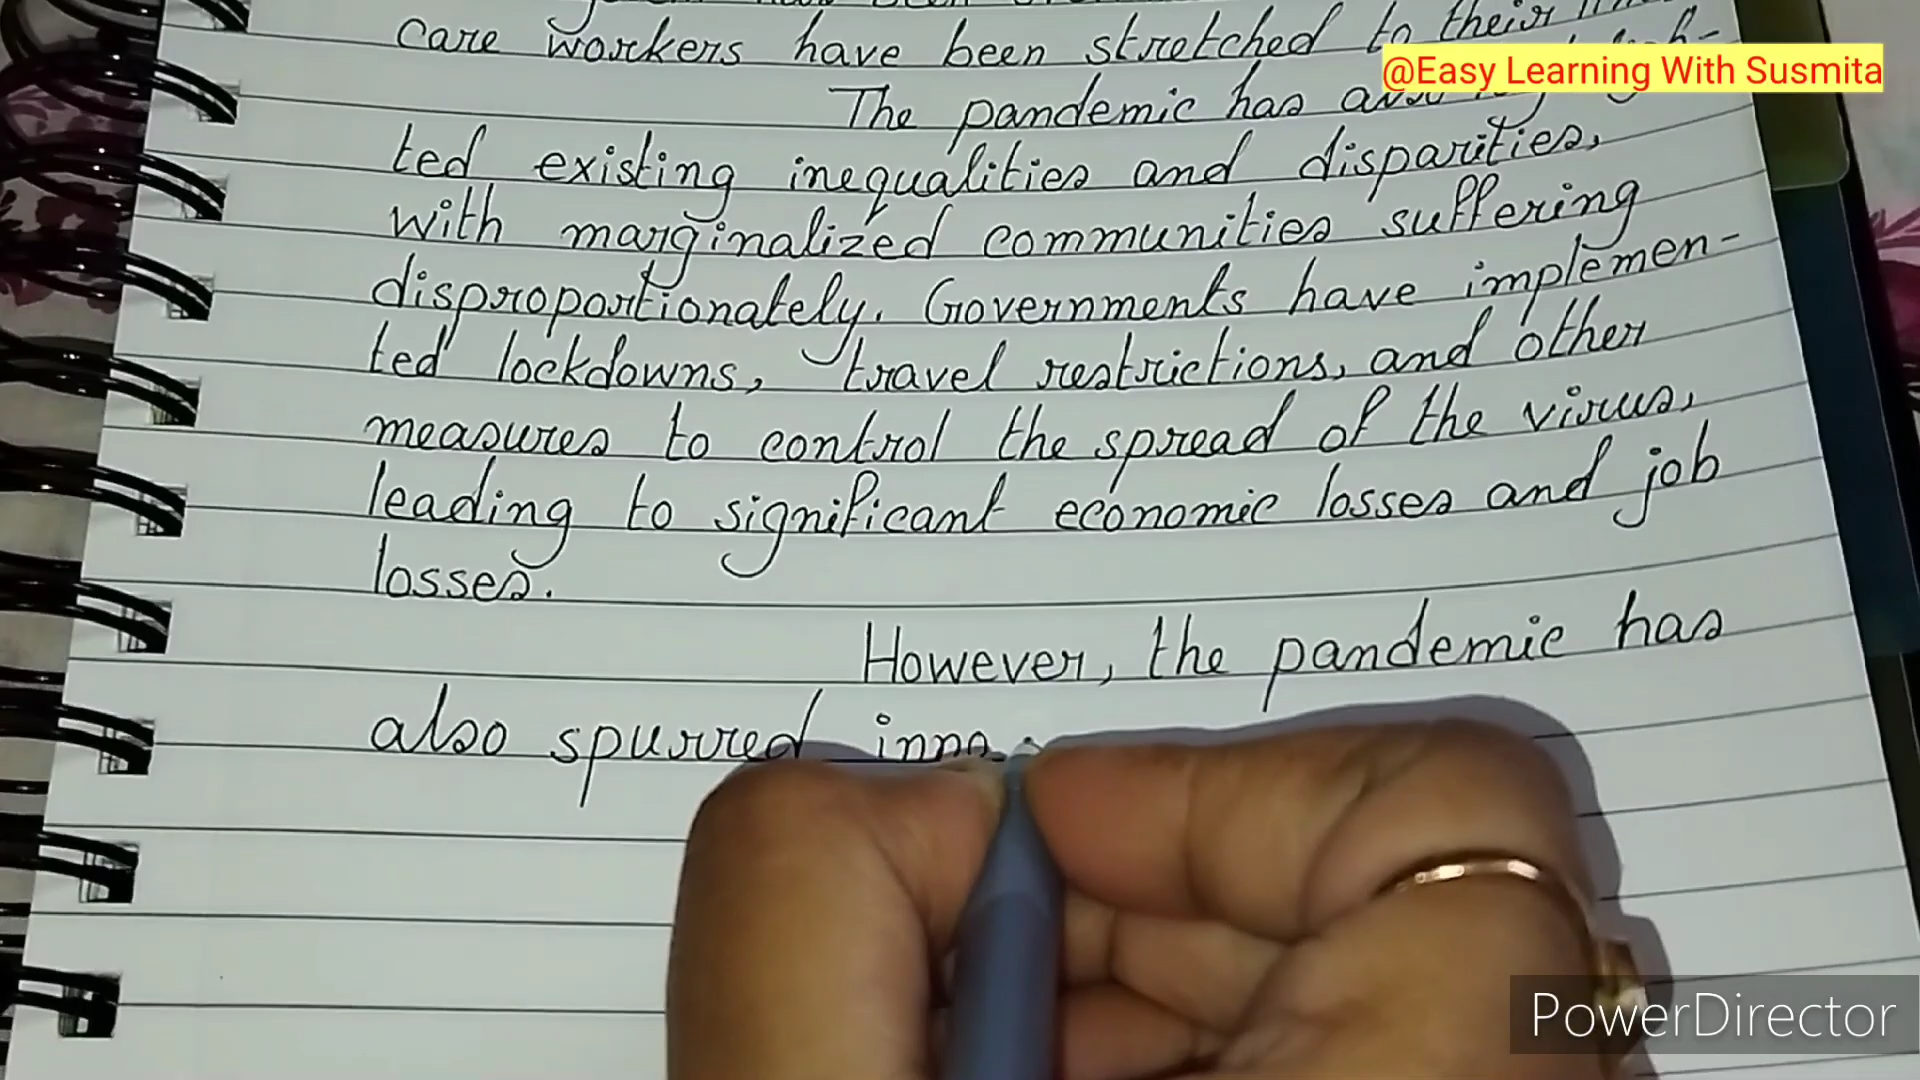 care workers have been stretched to their
@Easy Learning With Susmita
The pandemic has also
ted existing inequalities and disparities,
with marginalized communities suffering
disproportionately. Governments have implemen-
ted lockdowns, travel restrictions, and other
measures to control the spread of the virus,
leading to significant economic losses and job
losses.
However, the pandemic has
also spurred inno
PowerDirector